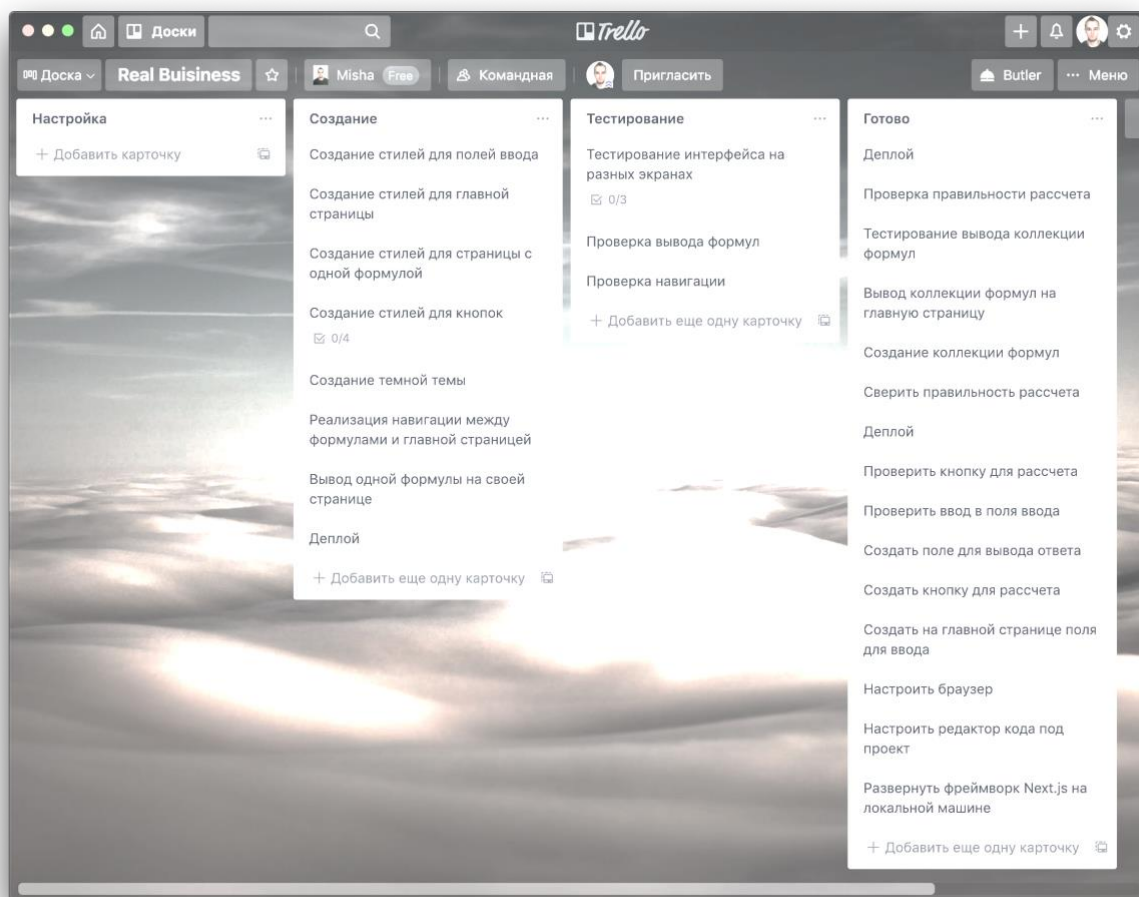 Доски
Trello
Доска
Real Buisiness
Misha Free
Командная
Пригласить
Butler
Меню
Настройка
+ Добавить карточку
Создание
Создание стилей для полей ввода
Создание стилей для главной
страницы
Создание стилей для страницы с
одной формулой
Создание стилей для кнопок
0/4
Создание темной темы
Реализация навигации между
формулами и главной страницей
Вывод одной формулы на своей
странице
Деплой
+ Добавить еще одну карточку
Тестирование
Тестирование интерфейса на
разных экранах
0/3
Проверка вывода формул
Проверка навигации
+ Добавить еще одну карточку
Готово
Деплой
Проверка правильности рассчета
Тестирование вывода коллекции
формул
Вывод коллекции формул на
главную страницу
Создание коллекции формул
Сверить правильность рассчета
Деплой
Проверить кнопку для рассчета
Проверить ввод в поля ввода
Создать поле для вывода ответа
Создать кнопку для рассчета
Создать на главной странице поля
для ввода
Настроить браузер
Настроить редактор кода под
проект
Развернуть фреймворк Next.js на
локальной машине
+ Добавить еще одну карточку